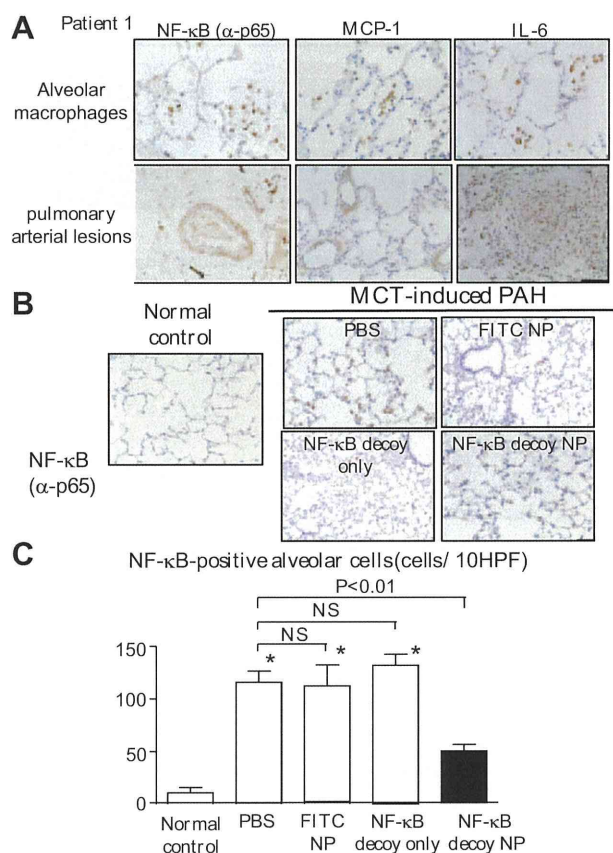 A Patient 1
NF-κB (α-p65) MCP-1 IL-6
Alveolar
macrophages
pulmonary
arterial lesions
B
MCT-induced PAH
Normal
control
PBS FITC NP
NF-κB decoy
only
NF-κB decoy NP
NF-κB
(α-p65)
C
NF-κB-positive alveolar cells(cells/ 10HPF)
P<0.01
NS
NS
* * *
150
100
50
0
Normal
control
PBS
FITC
NP
NF-κB
decoy only
NF-κB
decoy NP